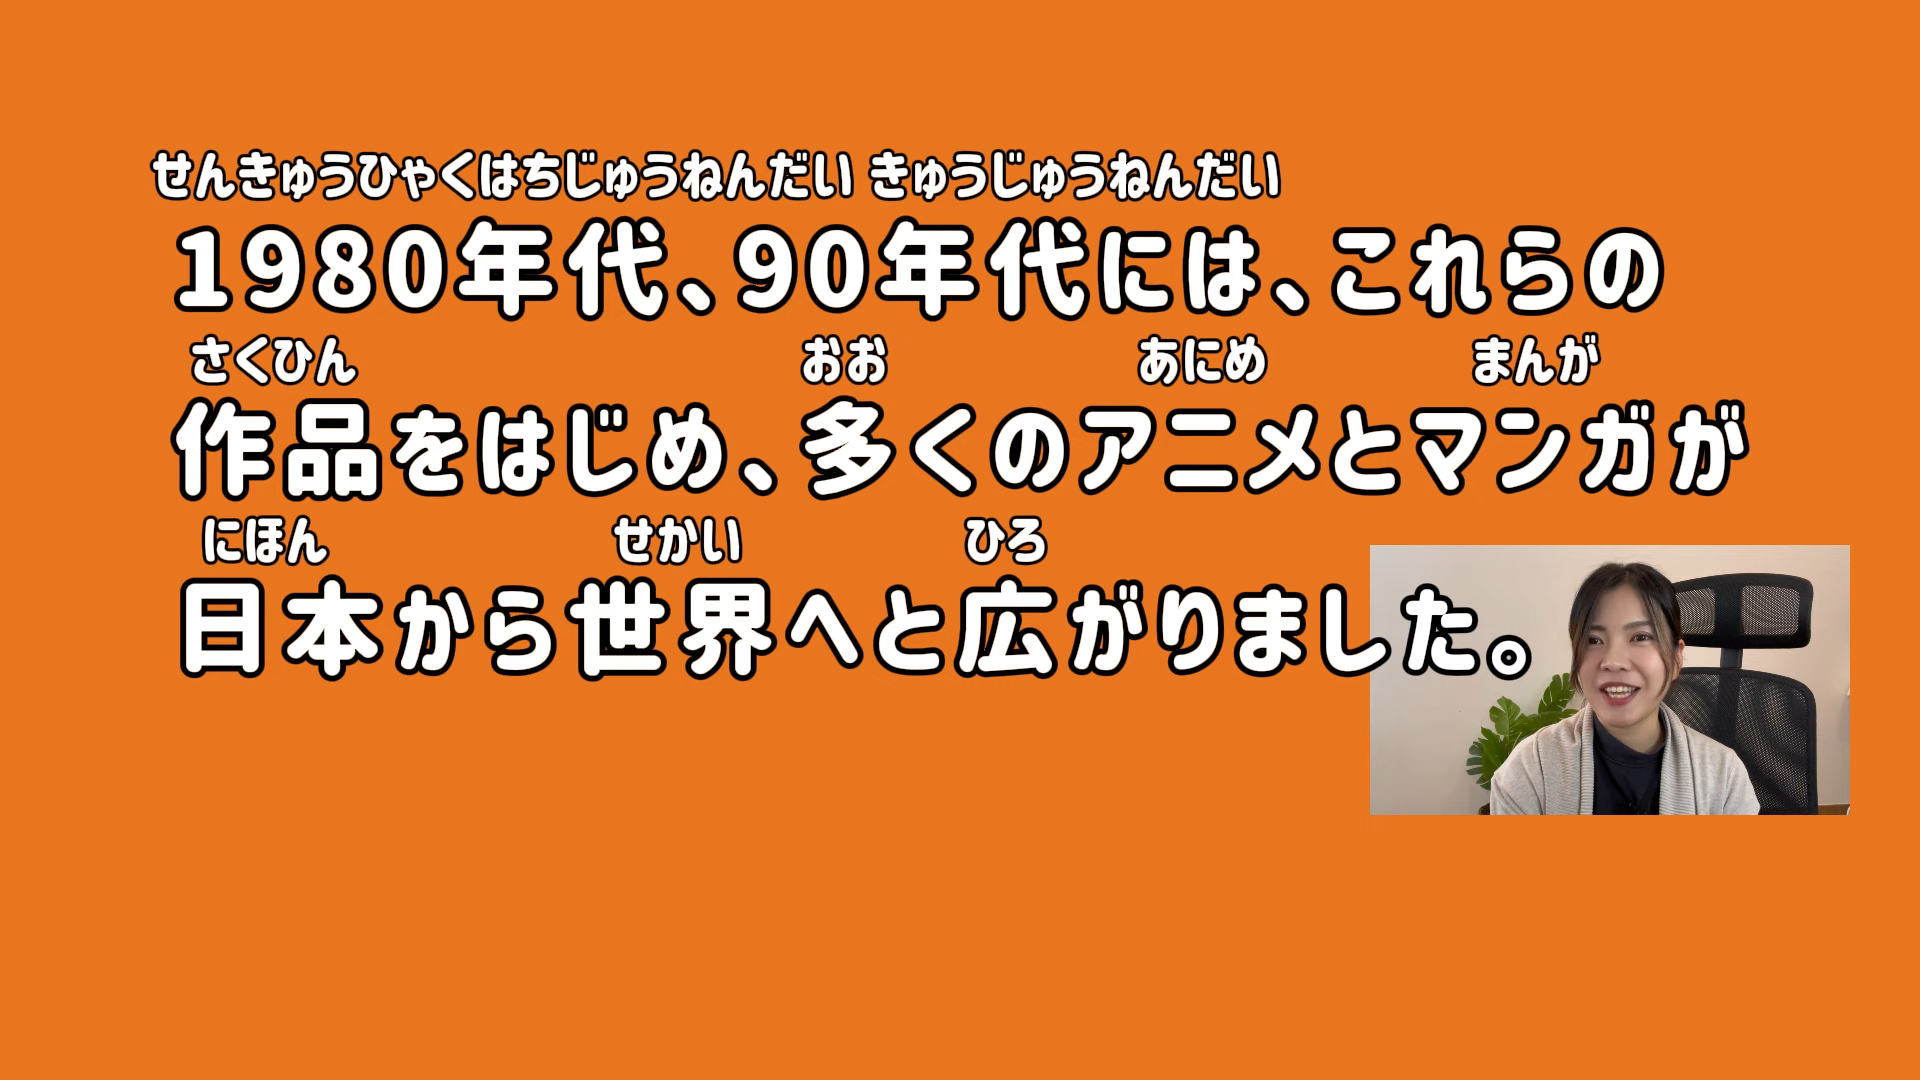 せんきゅうひゃくはちじゅうねんだい きゅうじゅうねんだい
1980年代、90年代には、これらの
さくひん おお あにめ まんが
作品をはじめ、多くのアニメとマンガが
にほん せかい ひろ
日本から世界へと広がりました。